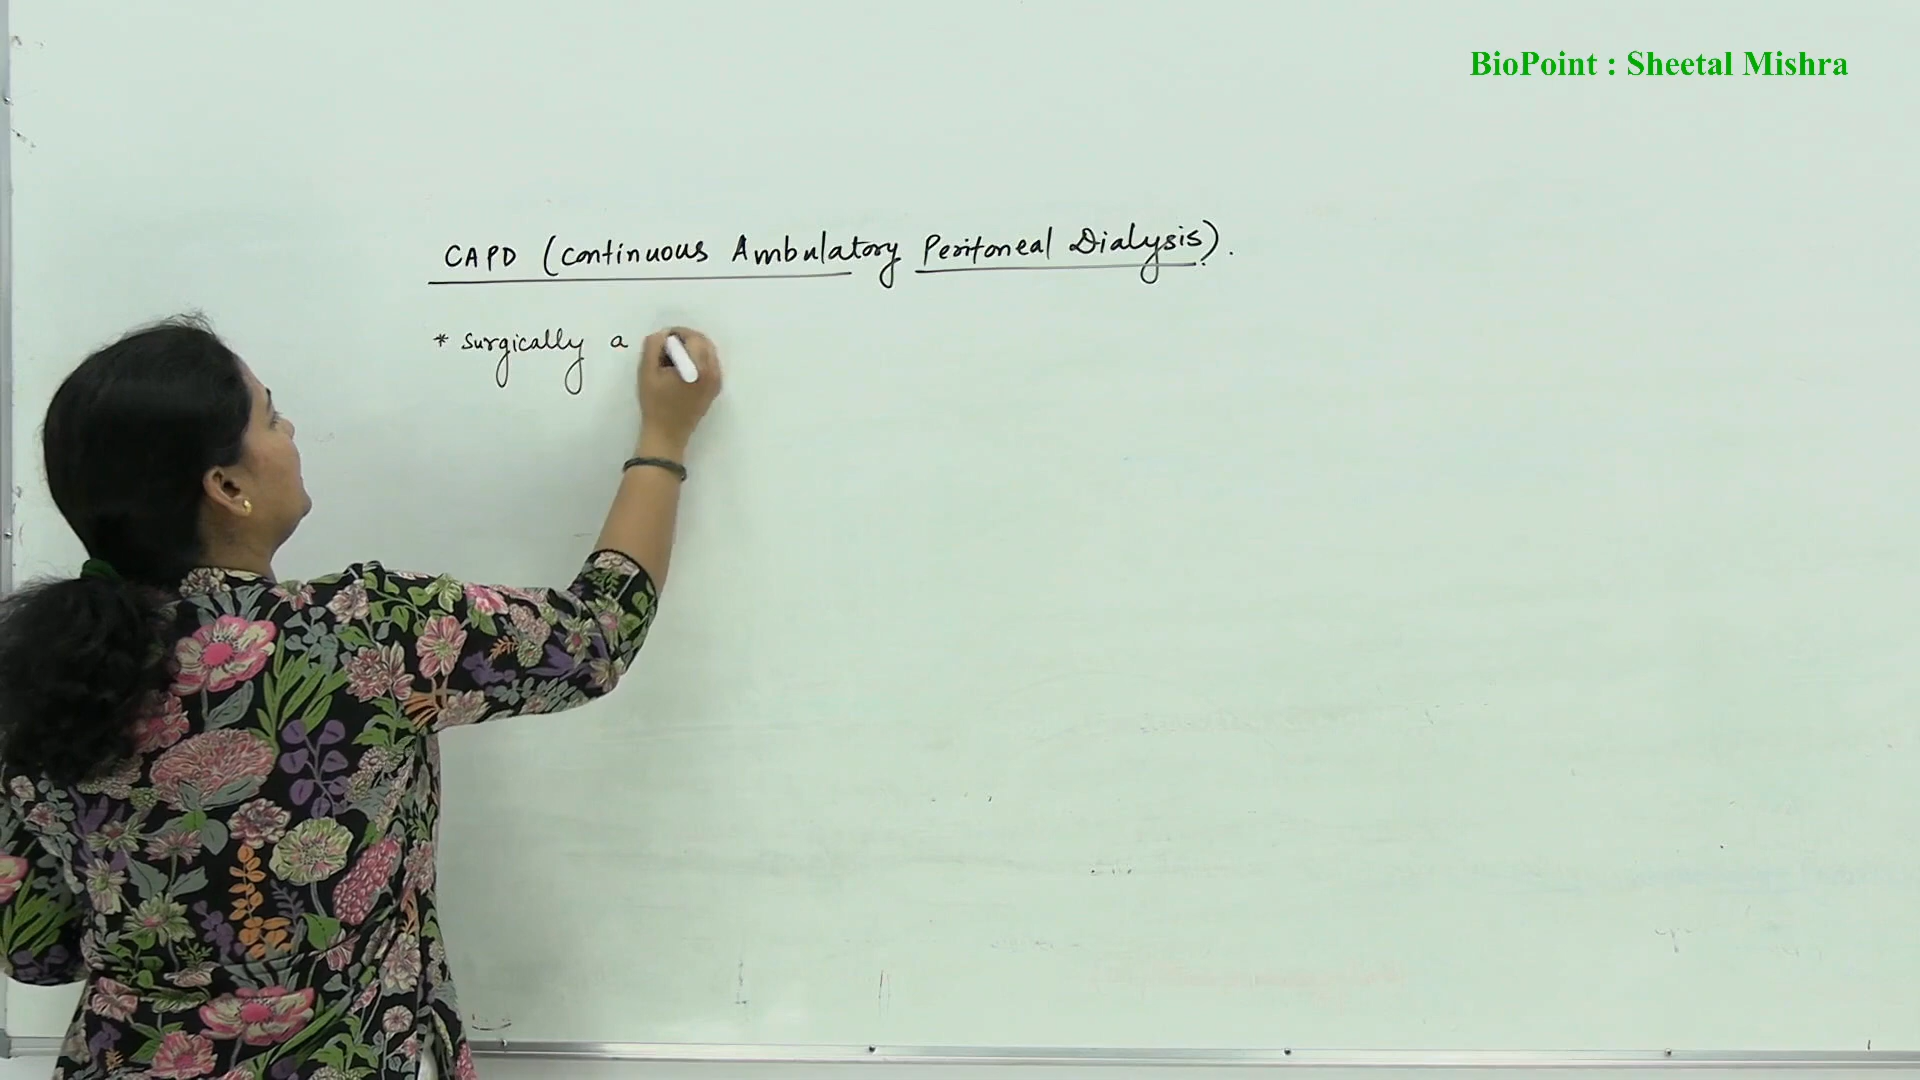 BioPoint : Sheetal Mishra
CAPD (Continuous Ambulatory Peritoneal Dialysis).
* Surgically a